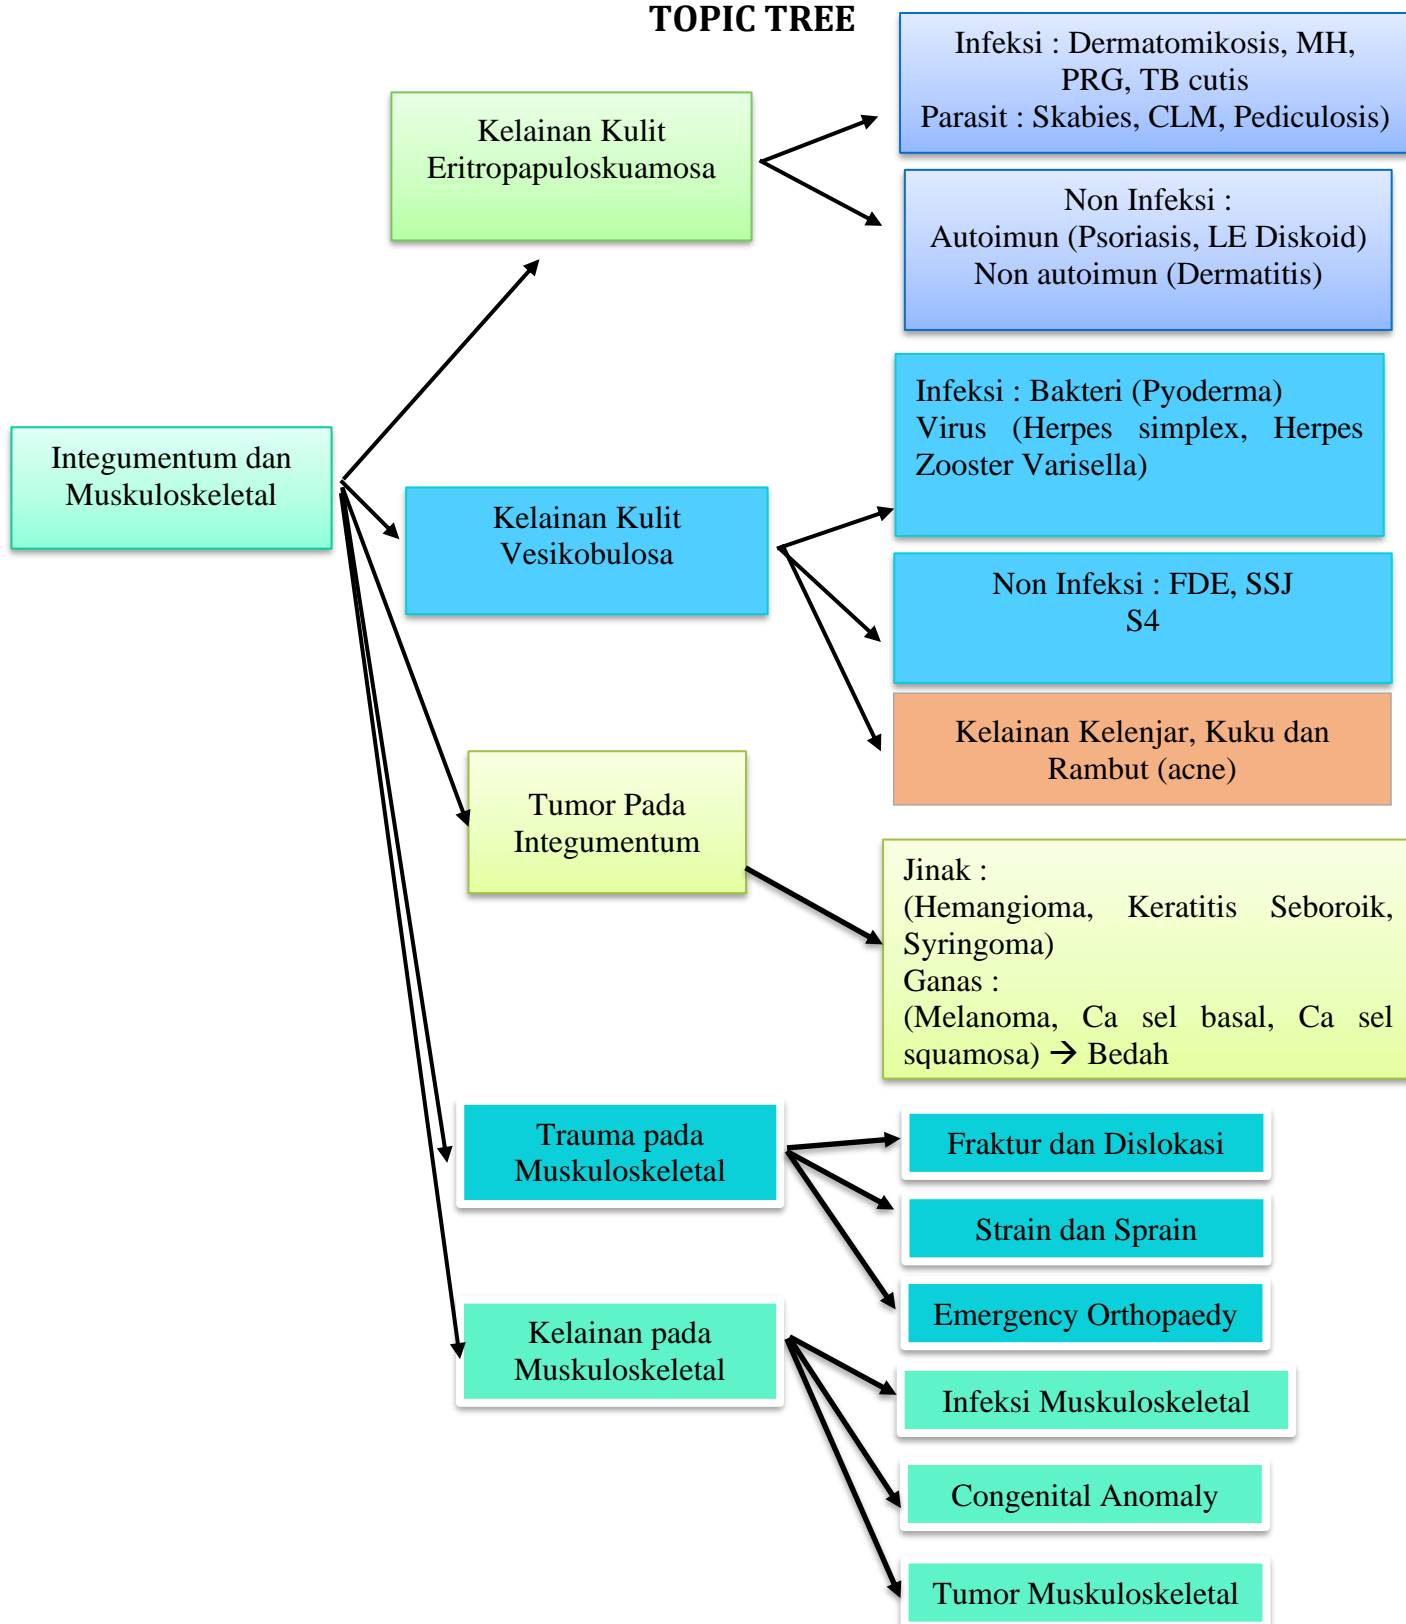 TOPIC TREE
Infeksi : Dermatomikosis, MH,
PRG, TB cutis
Parasit : Skabies, CLM, Pediculosis)
Kelainan Kulit
Eritropapuloskuamosa
Non Infeksi :
Autoimun (Psoriasis, LE Diskoid)
Non autoimun (Dermatitis)
Integumentum dan
Muskuloskeletal
Infeksi : Bakteri (Pyoderma)
Virus (Herpes simplex, Herpes
Zooster Varisella)
Kelainan Kulit
Vesikobulosa
Non Infeksi : FDE, SSJ
S4
Kelainan Kelenjar, Kuku dan
Rambut (acne)
Tumor Pada
Integumentum
Jinak :
(Hemangioma, Keratitis Seboroik,
Syringoma)
Ganas :
(Melanoma, Ca sel basal, Ca sel
squamosa) → Bedah
Trauma pada
Muskuloskeletal
Fraktur dan Dislokasi
Strain dan Sprain
Emergency Orthopaedy
Kelainan pada
Muskuloskeletal
Infeksi Muskuloskeletal
Congenital Anomaly
Tumor Muskuloskeletal